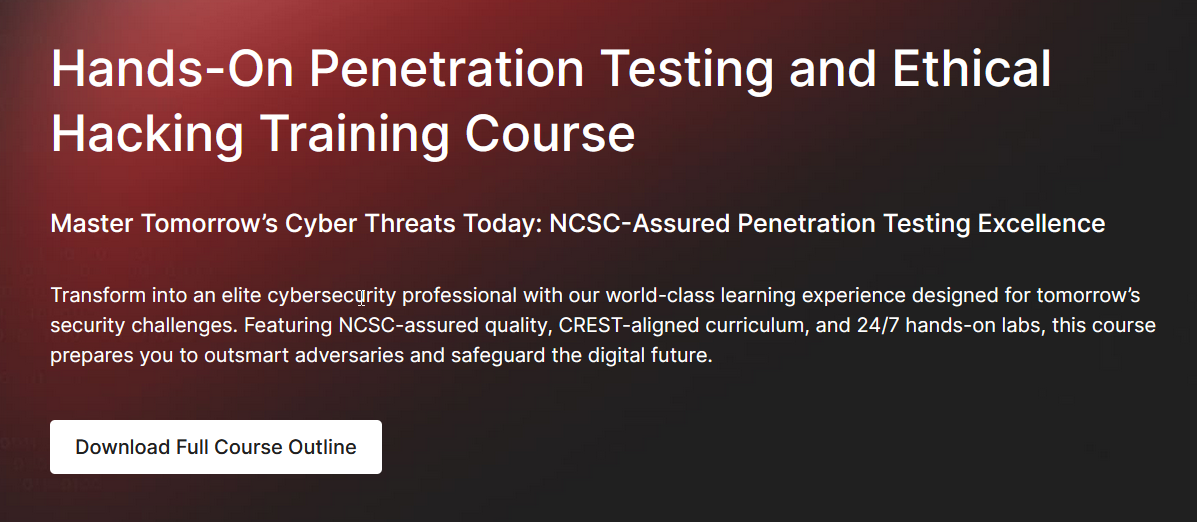 Hands-On Penetration Testing and Ethical
Hacking Training Course
Master Tomorrow’s Cyber Threats Today: NCSC-Assured Penetration Testing Excellence
Transform into an elite cybersecurity professional with our world-class learning experience designed for tomorrow’s
security challenges. Featuring NCSC-assured quality, CREST-aligned curriculum, and 24/7 hands-on labs, this course
prepares you to outsmart adversaries and safeguard the digital future.
Download Full Course Outline